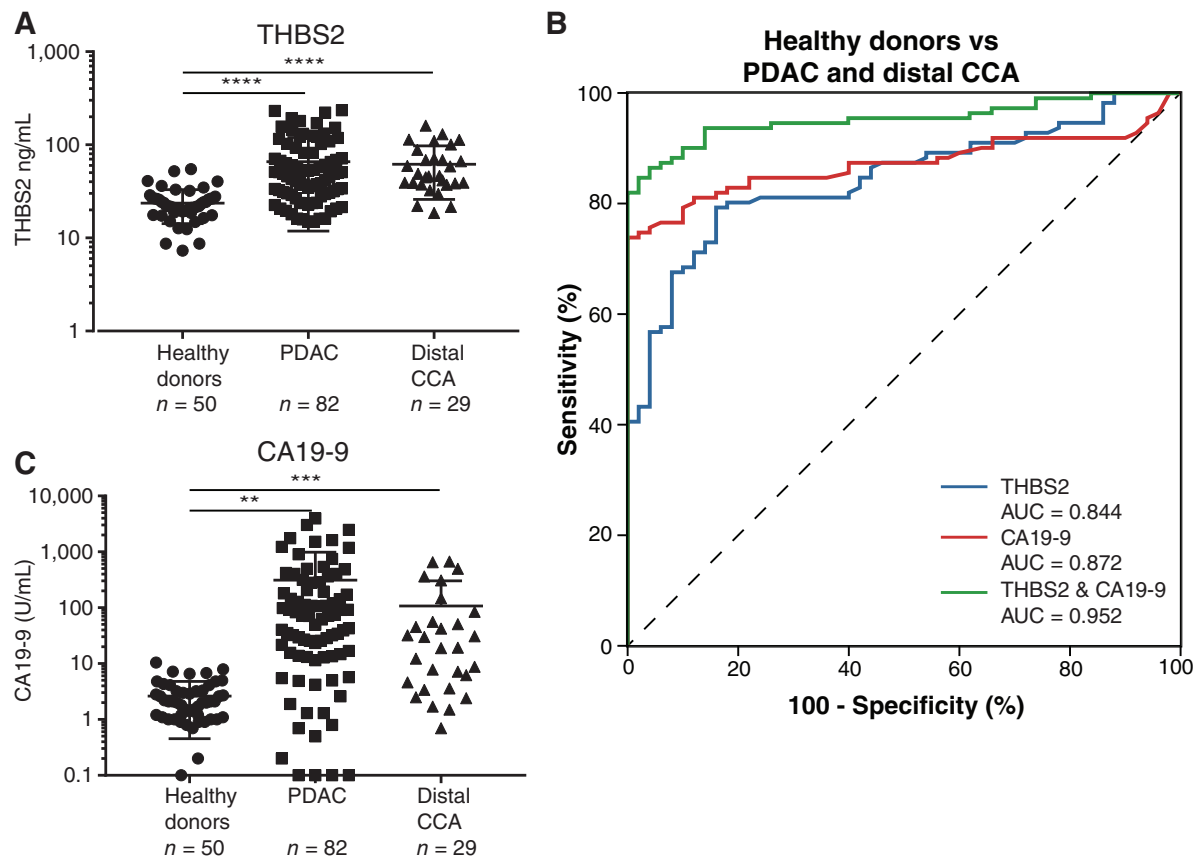 A
THBS2
THBS2 ng/mL
1,000
100
10
1
****
****
Healthy donors
PDAC
Distal CCA
n = 50
n = 82
n = 29
B
Healthy donors vs
PDAC and distal CCA
Sensitivity (%)
100
80
60
40
20
0
0
20
40
60
80
100
100 - Specificity (%)
THBS2
AUC = 0.844
CA19-9
AUC = 0.872
THBS2 & CA19-9
AUC = 0.952
C
CA19-9
CA19-9 (U/mL)
10,000
1,000
100
10
1
0.1
***
**
Healthy donors
PDAC
Distal CCA
n = 50
n = 82
n = 29